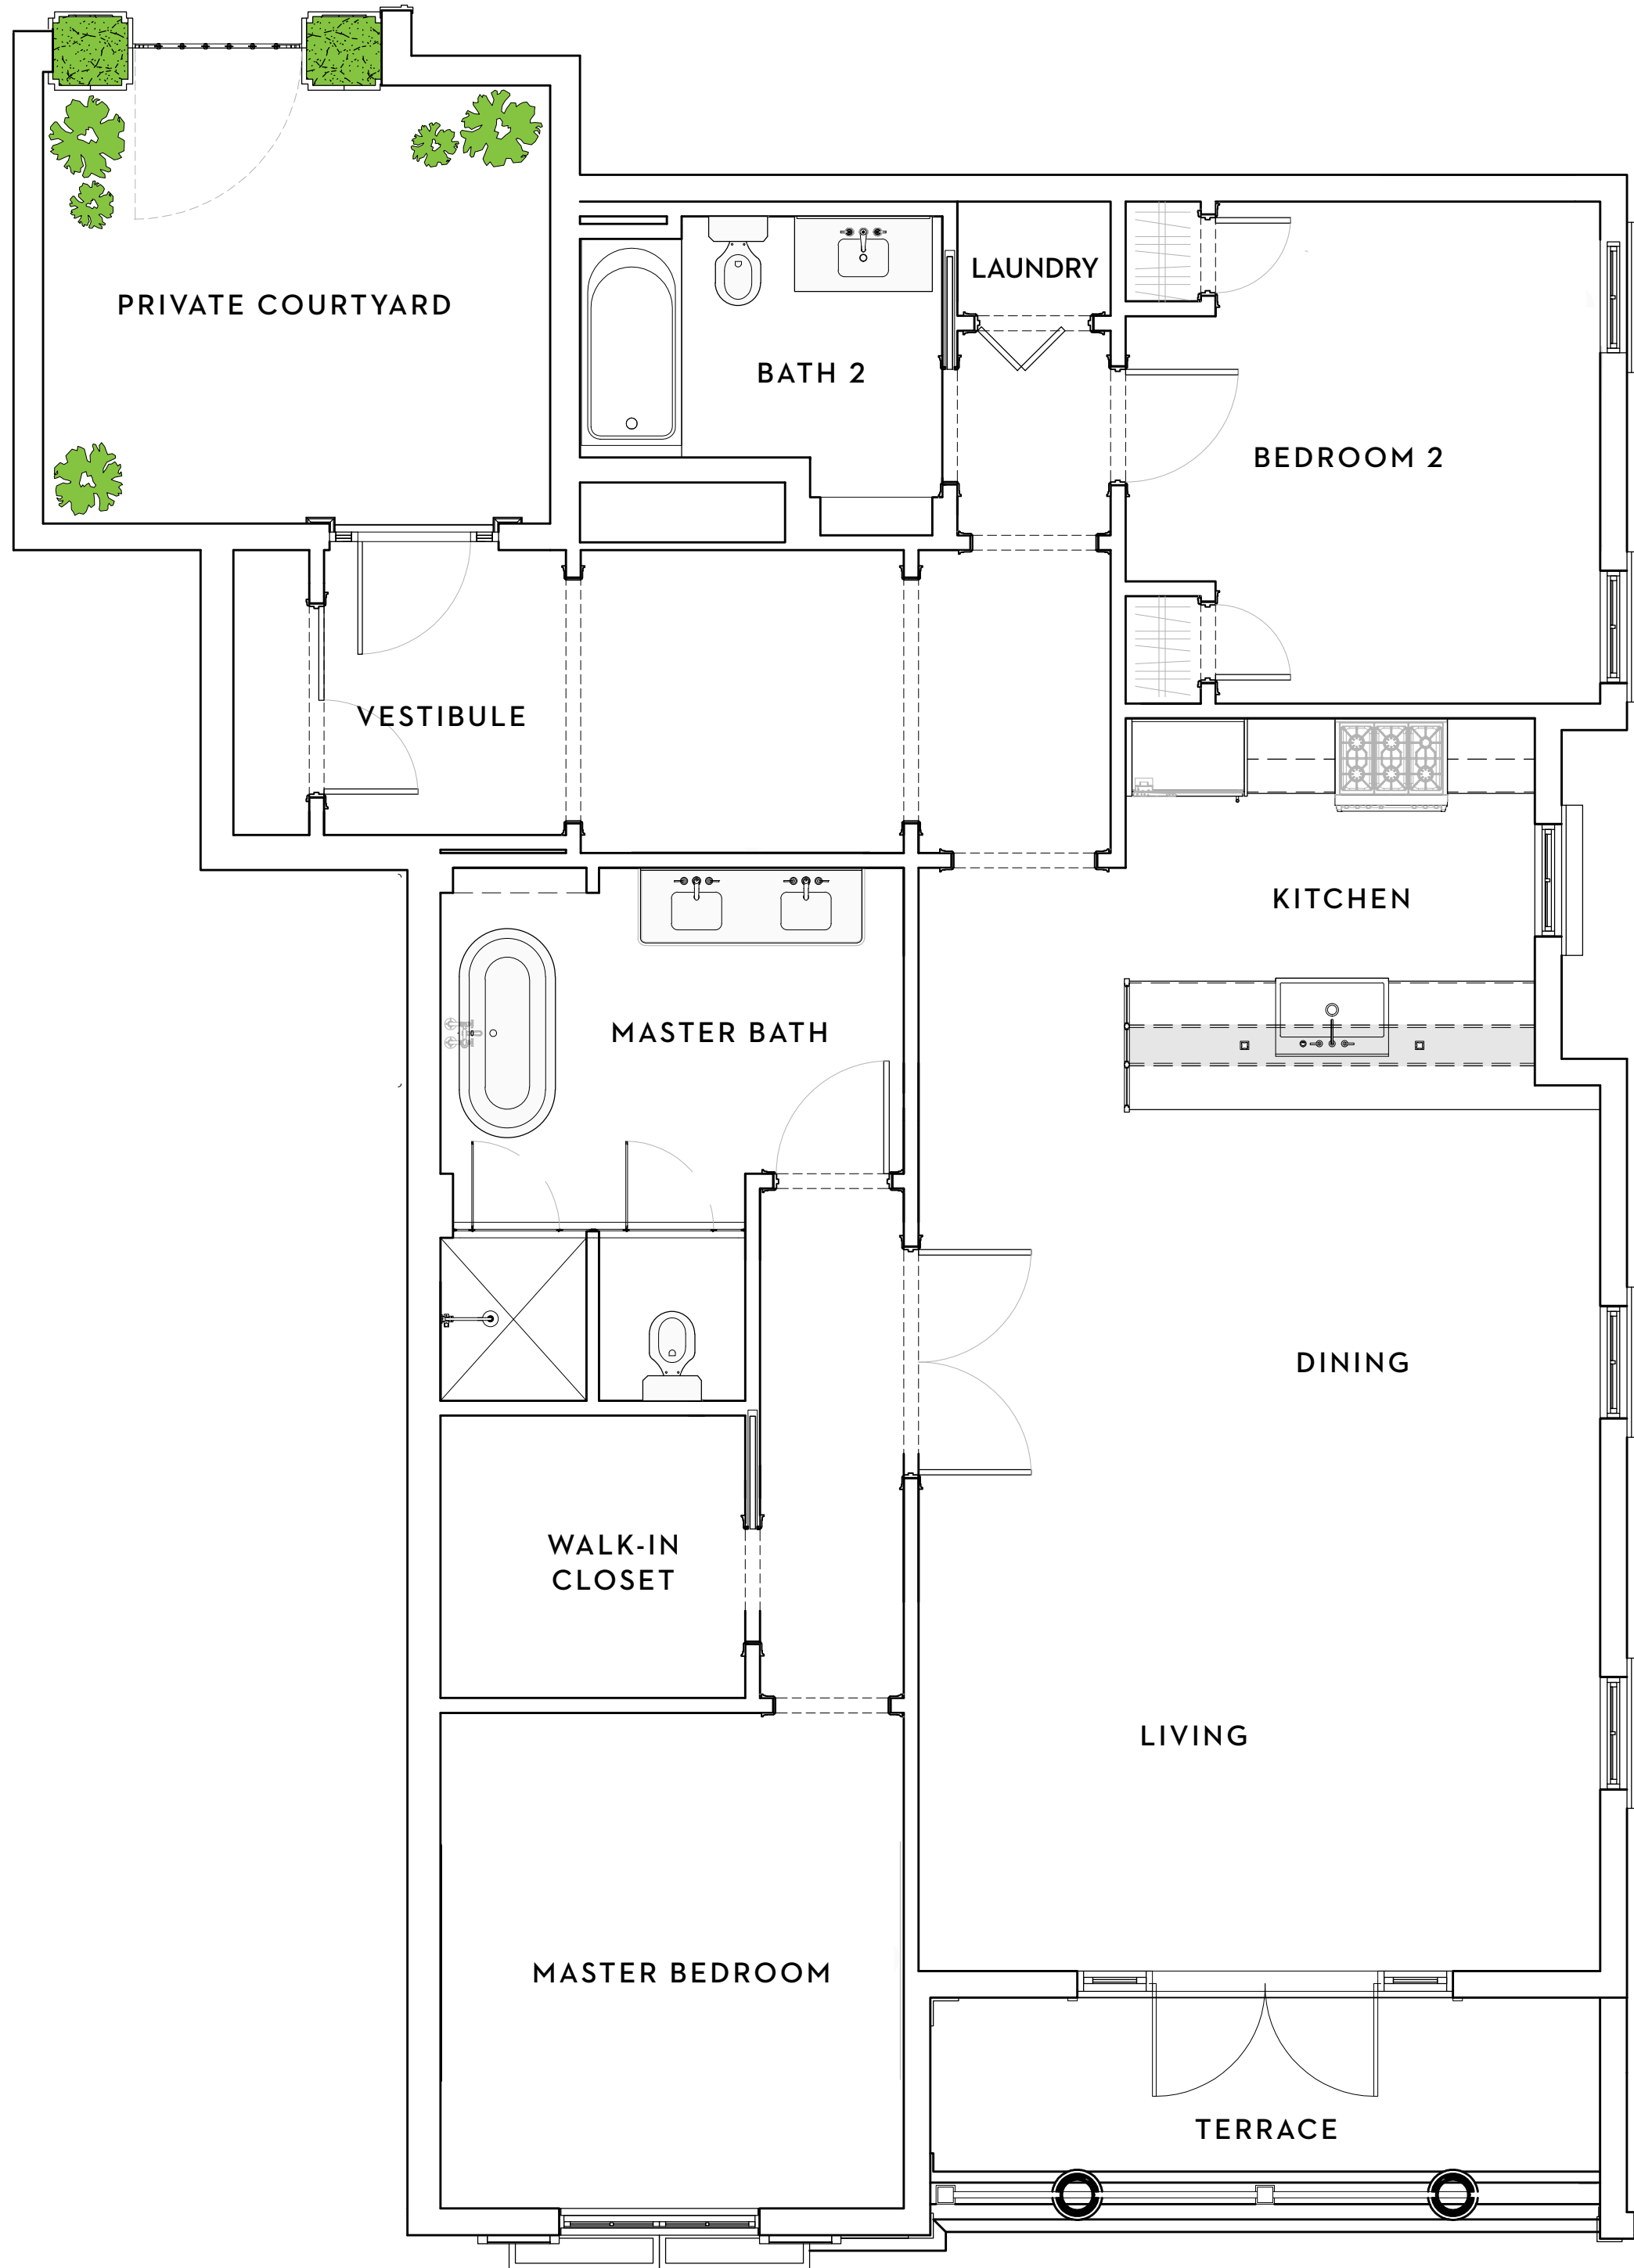 LAUNDRY
PRIVATE COURTYARD
BATH 2
BEDROOM 2
VESTIBULE
KITCHEN
MASTER BATH
DINING
WALK-IN
CLOSET
LIVING
MASTER BEDROOM
TERRACE